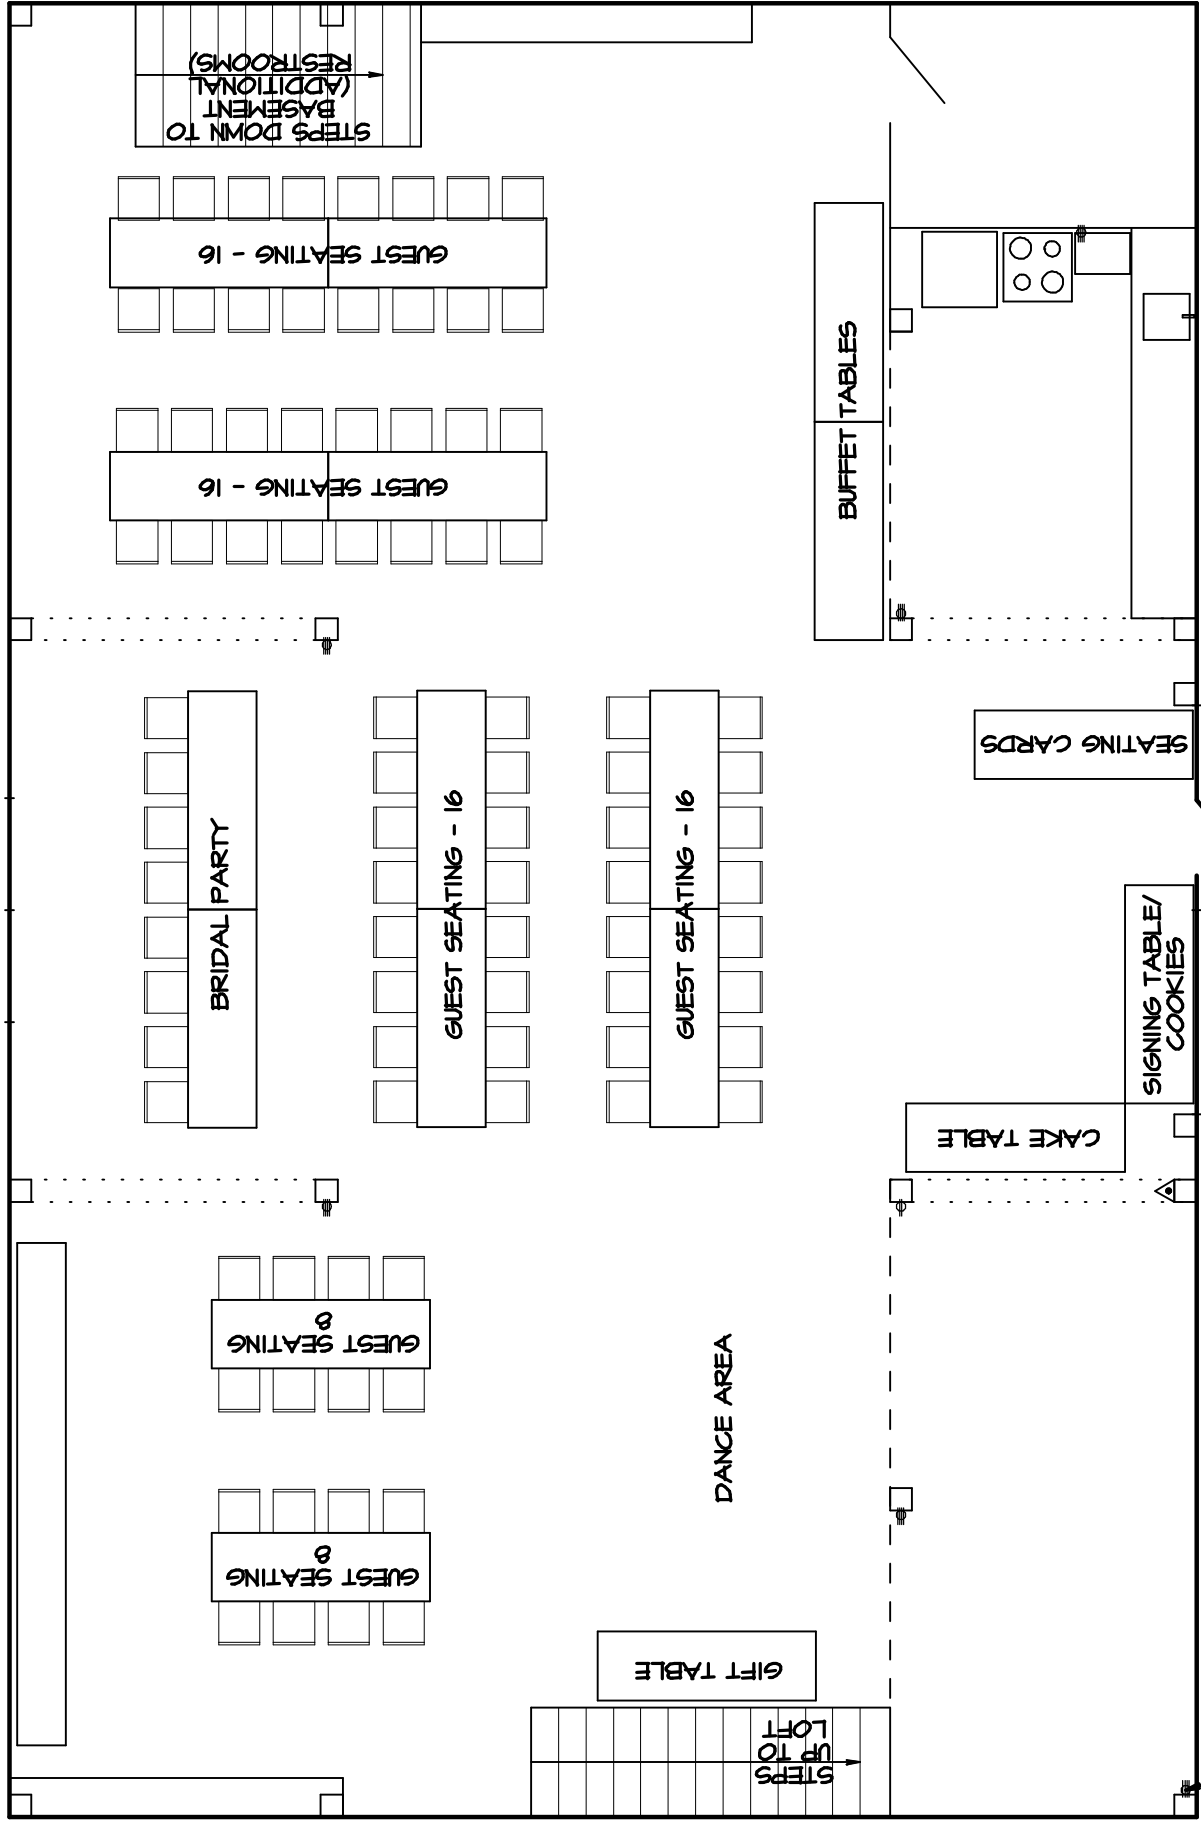 STEPS DOWN TO
BASEMENT
(ADDITIONAL
RESTROOMS)
GUEST SEATING - 16
GUEST SEATING - 16
BUFFET TABLES
BRIDAL PARTY
GUEST SEATING - 16
GUEST SEATING - 16
SEATING CARDS
SIGNING TABLE/
COOKIES
CAKE TABLE
GUEST SEATING
8
GUEST SEATING
8
DANCE AREA
GIFT TABLE
STEPS
UP TO
LOFT